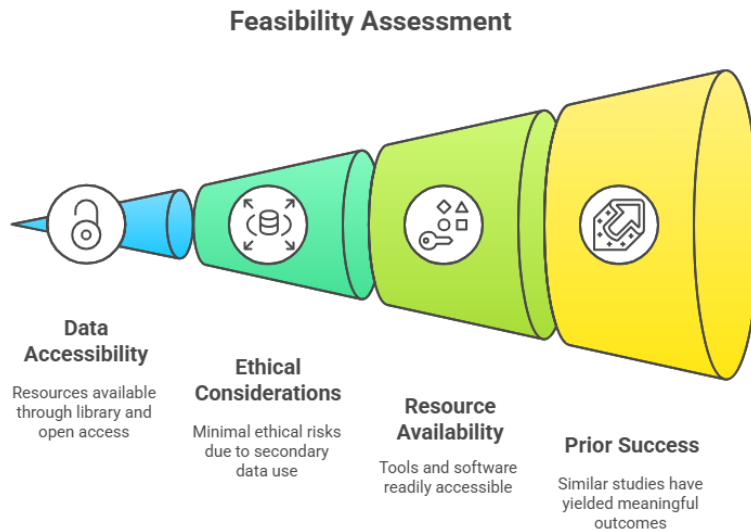 Feasibility Assessment
Data
Accessibility
Resources available
through library and
open access
Ethical
Considerations
Minimal ethical risks
due to secondary
data use
Resource
Availability
Tools and software
readily accessible
Prior Success
Similar studies have
yielded meaningful
outcomes